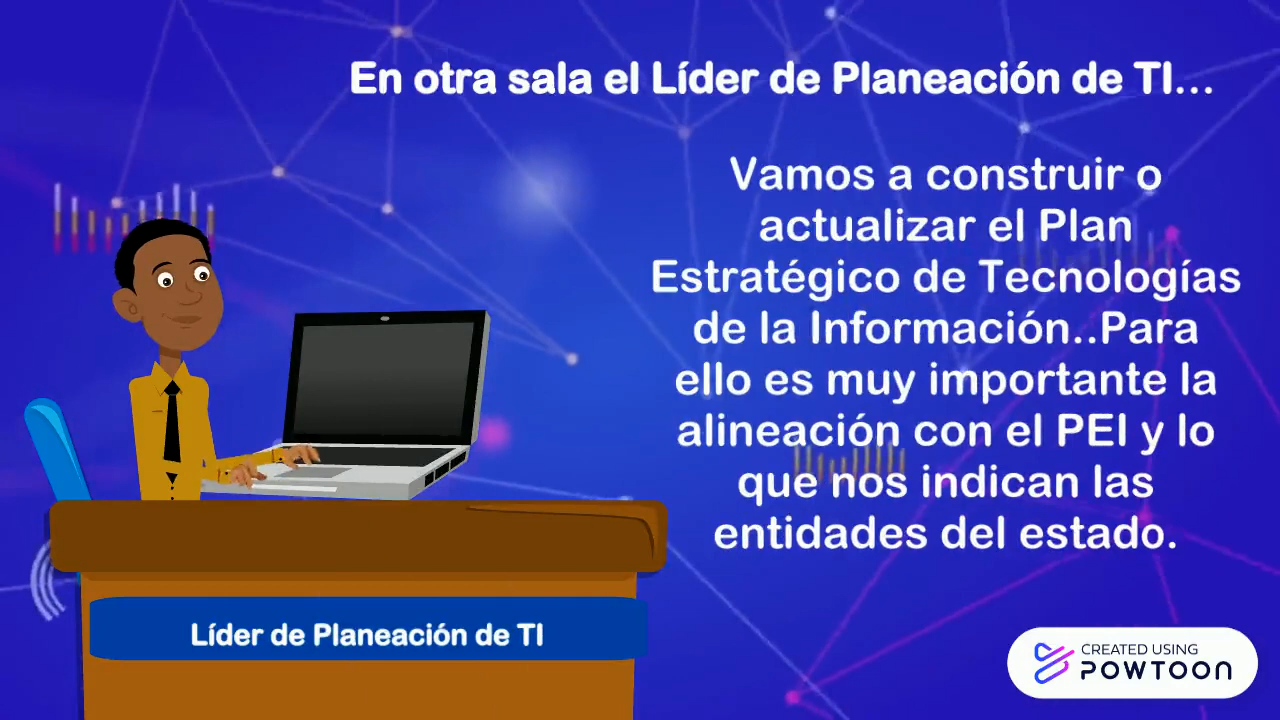 En otra sala el Líder de Planeación de TI...
Vamos a construir o
actualizar el Plan
Estratégico de Tecnologías
de la Información..Para
ello es muy importante la
alineación con el PEI y lo
que nos indican las
entidades del estado.
Líder de Planeación de TI
CREATED USING
POWTOON